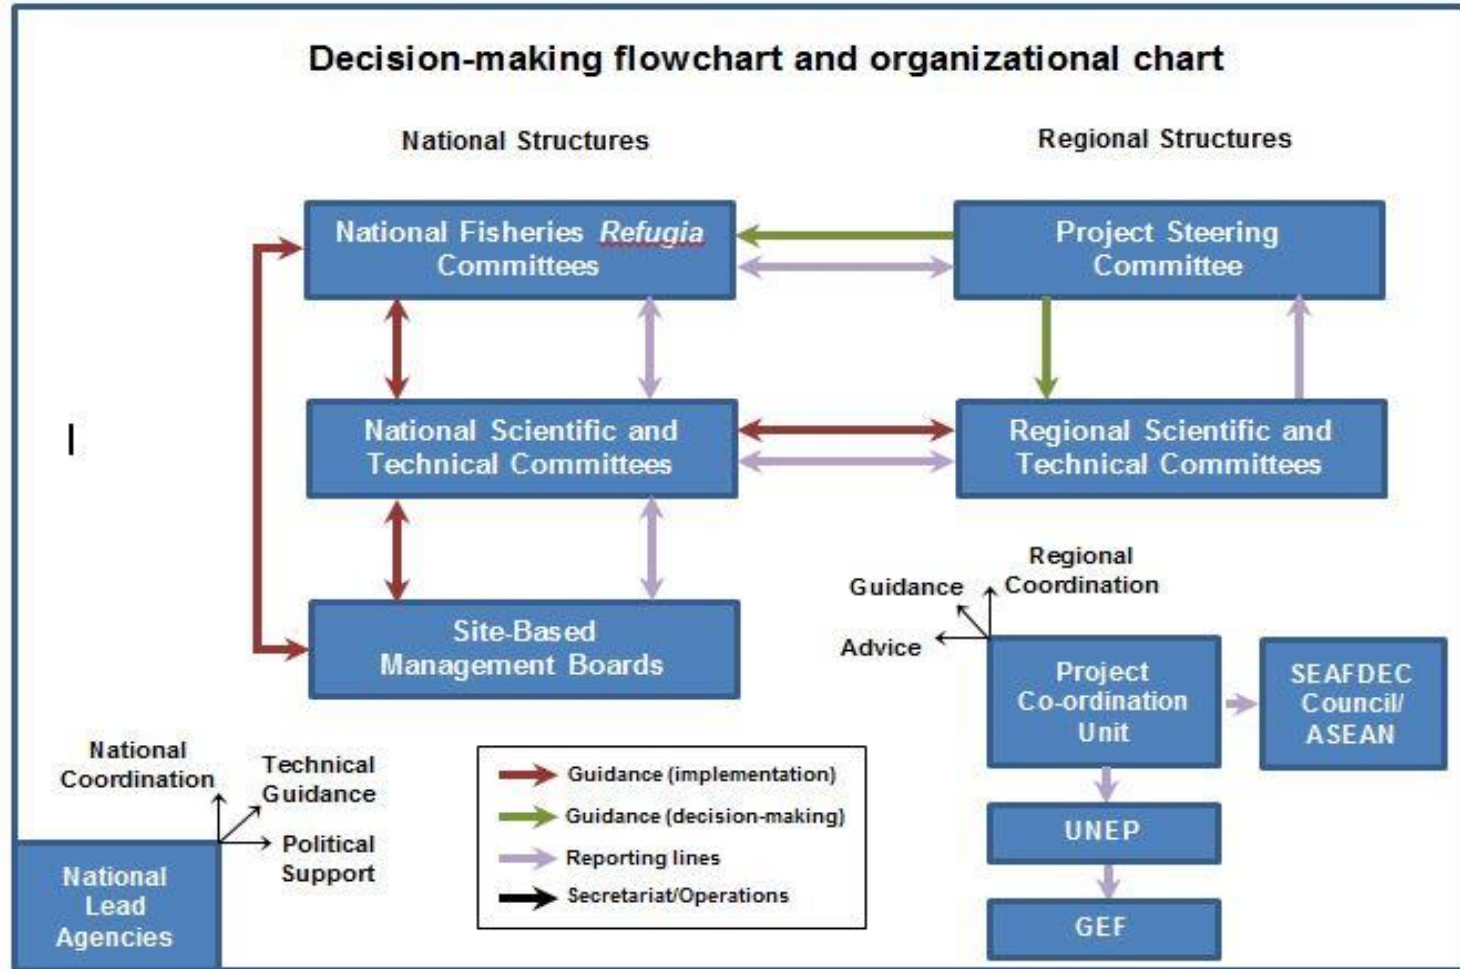 Decision-making flowchart and organizational chart
National Structures
Regional Structures
National Fisheries Refugia
Committees
Project Steering
Committee
National Scientific and
Technical Committees
Regional Scientific and
Technical Committees
Site-Based
Management Boards
Regional
Coordination
Guidance
Advice
Project
Co-ordination
Unit
SEAFDEC
Council/
ASEAN
UNEP
GEF
National
Coordination
Technical
Guidance
Political
Support
National
Lead
Agencies
Guidance (implementation)
Guidance (decision-making)
Reporting lines
Secretariat/Operations